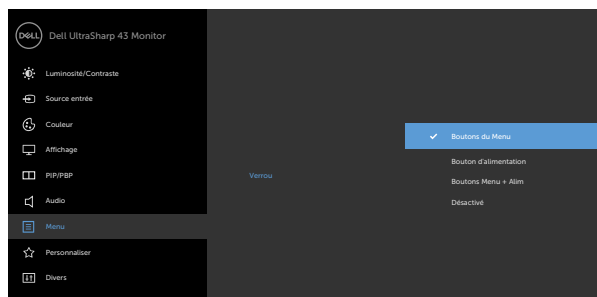 DELL Dell UltraSharp 43 Monitor
Luminosité/Contraste
Source entrée
Couleur
Affichage
PIP/PBP
Audio
Menu
Personnaliser
Divers
Verrou
Boutons du Menu
Bouton d'alimentation
Boutons Menu + Alim
Désactivé